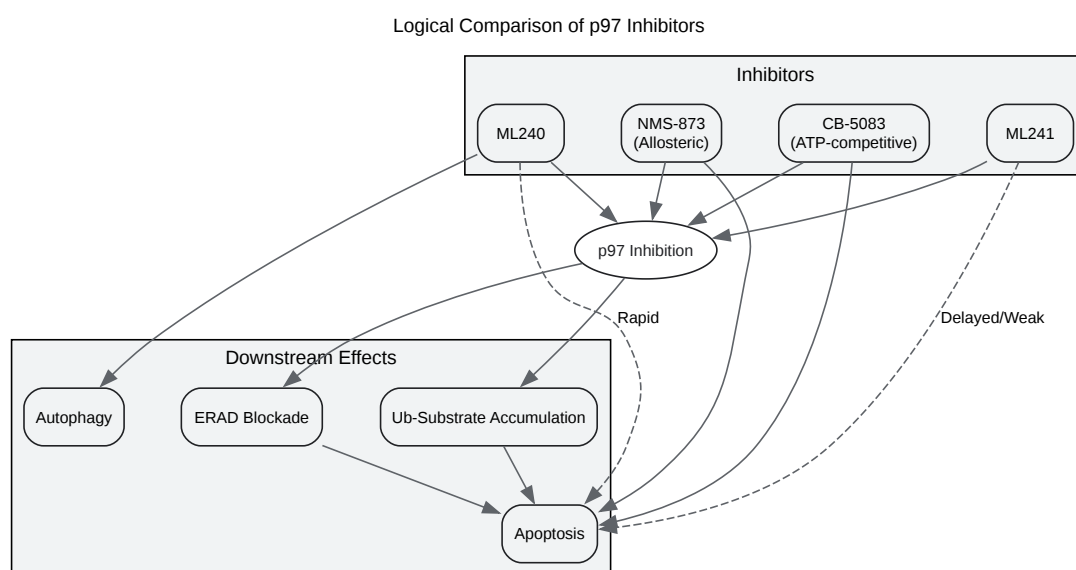 Logical Comparison of p97 Inhibitors
Inhibitors
ML240
NMS-873
(Allosteric)
CB-5083
(ATP-competitive)
ML241
p97 Inhibition
Rapid
Delayed/Weak
Downstream Effects
Autophagy
ERAD Blockade
Ub-Substrate Accumulation
Apoptosis